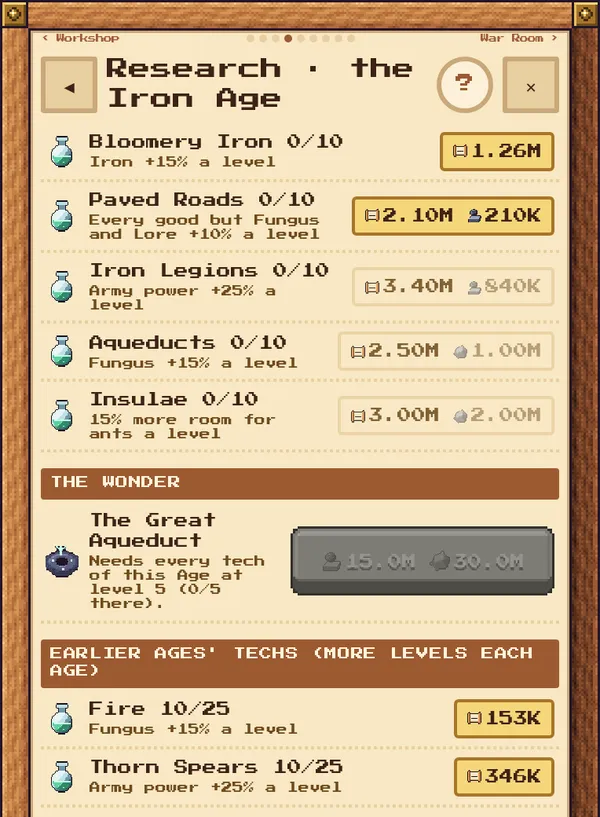 ‹ Workshop
War Room ›
Research · the
Iron Age
?
×
Bloomery Iron 0/10
Iron +15% a level
1.26M
Paved Roads 0/10
Every good but Fungus
and Lore +10% a level
2.10M 210K
Iron Legions 0/10
Army power +25% a
level
3.40M 840K
Aqueducts 0/10
Fungus +15% a level
2.50M 1.00M
Insulae 0/10
15% more room for
ants a level
3.00M 2.00M
THE WONDER
The Great
Aqueduct
Needs every tech
of this Age at
level 5 (0/5
there).
15.0M 30.0M
EARLIER AGES' TECHS (MORE LEVELS EACH
AGE)
Fire 10/25
Fungus +15% a level
153K
Thorn Spears 10/25
Army power +25% a level
346K